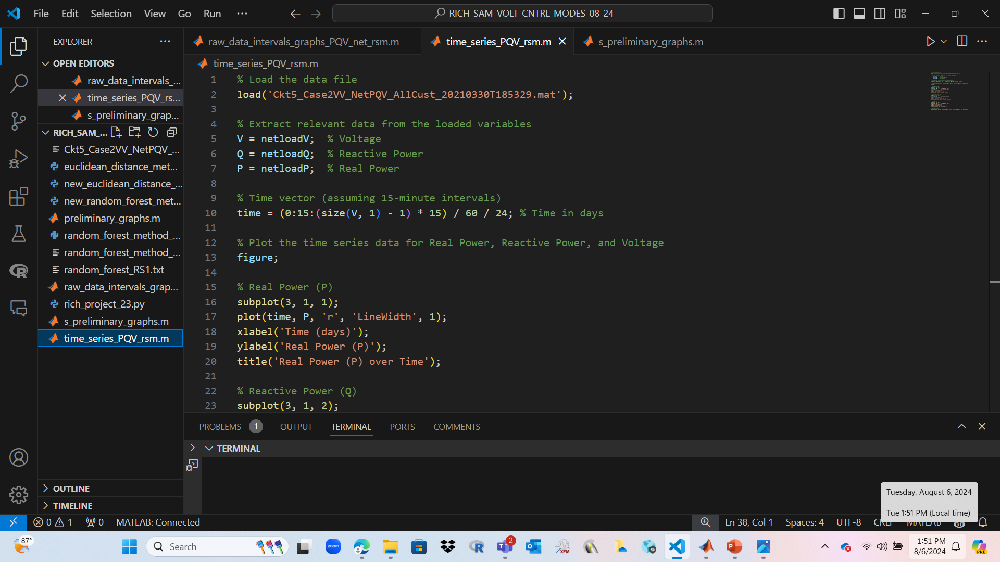 File Edit Selection View Go Run ···
RICH_SAM_VOLT_CNTRL_MODES_08_24
EXPLORER
OPEN EDITORS
raw_data_intervals_...
time_series_PQV_rs...
s_preliminary_grap...
RICH_SAM_...
Ckt5_Case2VV_NetPQV_...
euclidean_distance_met...
new_euclidean_distance_...
new_random_forest_met...
preliminary_graphs.m
random_forest_method_...
random_forest_method_...
random_forest_RS1.txt
raw_data_intervals_grap...
rich_project_23.py
s_preliminary_graphs.m
time_series_PQV_rsm.m
OUTLINE
TIMELINE
raw_data_intervals_graphs_PQV_net_rsm.m time_series_PQV_rsm.m s_preliminary_graphs.m
time_series_PQV_rsm.m
1 % Load the data file
2 load('Ckt5_Case2VV_NetPQV_AllCust_20210330T185329.mat');
3
4 % Extract relevant data from the loaded variables
5 V = netloadV; % Voltage
6 Q = netloadQ; % Reactive Power
7 P = netloadP; % Real Power
8
9 % Time vector (assuming 15-minute intervals)
10 time = (0:15:(size(V, 1) - 1) * 15) / 60 / 24; % Time in days
11
12 % Plot the time series data for Real Power, Reactive Power, and Voltage
13 figure;
14
15 % Real Power (P)
16 subplot(3, 1, 1);
17 plot(time, P, 'r', 'LineWidth', 1);
18 xlabel('Time (days)');
19 ylabel('Real Power (P)');
20 title('Real Power (P) over Time');
21
22 % Reactive Power (Q)
23 subplot(3, 1, 2);
PROBLEMS 1 OUTPUT TERMINAL PORTS COMMENTS
TERMINAL
Tuesday, August 6, 2024
Tue 1:51 PM (Local time)
0 1 0 MATLAB: Connected Ln 38, Col 1 Spaces: 4 UTF-8 CRLF MATLAB
87°
Search
zoom
2
XFM
1:51 PM
8/6/2024
PRE